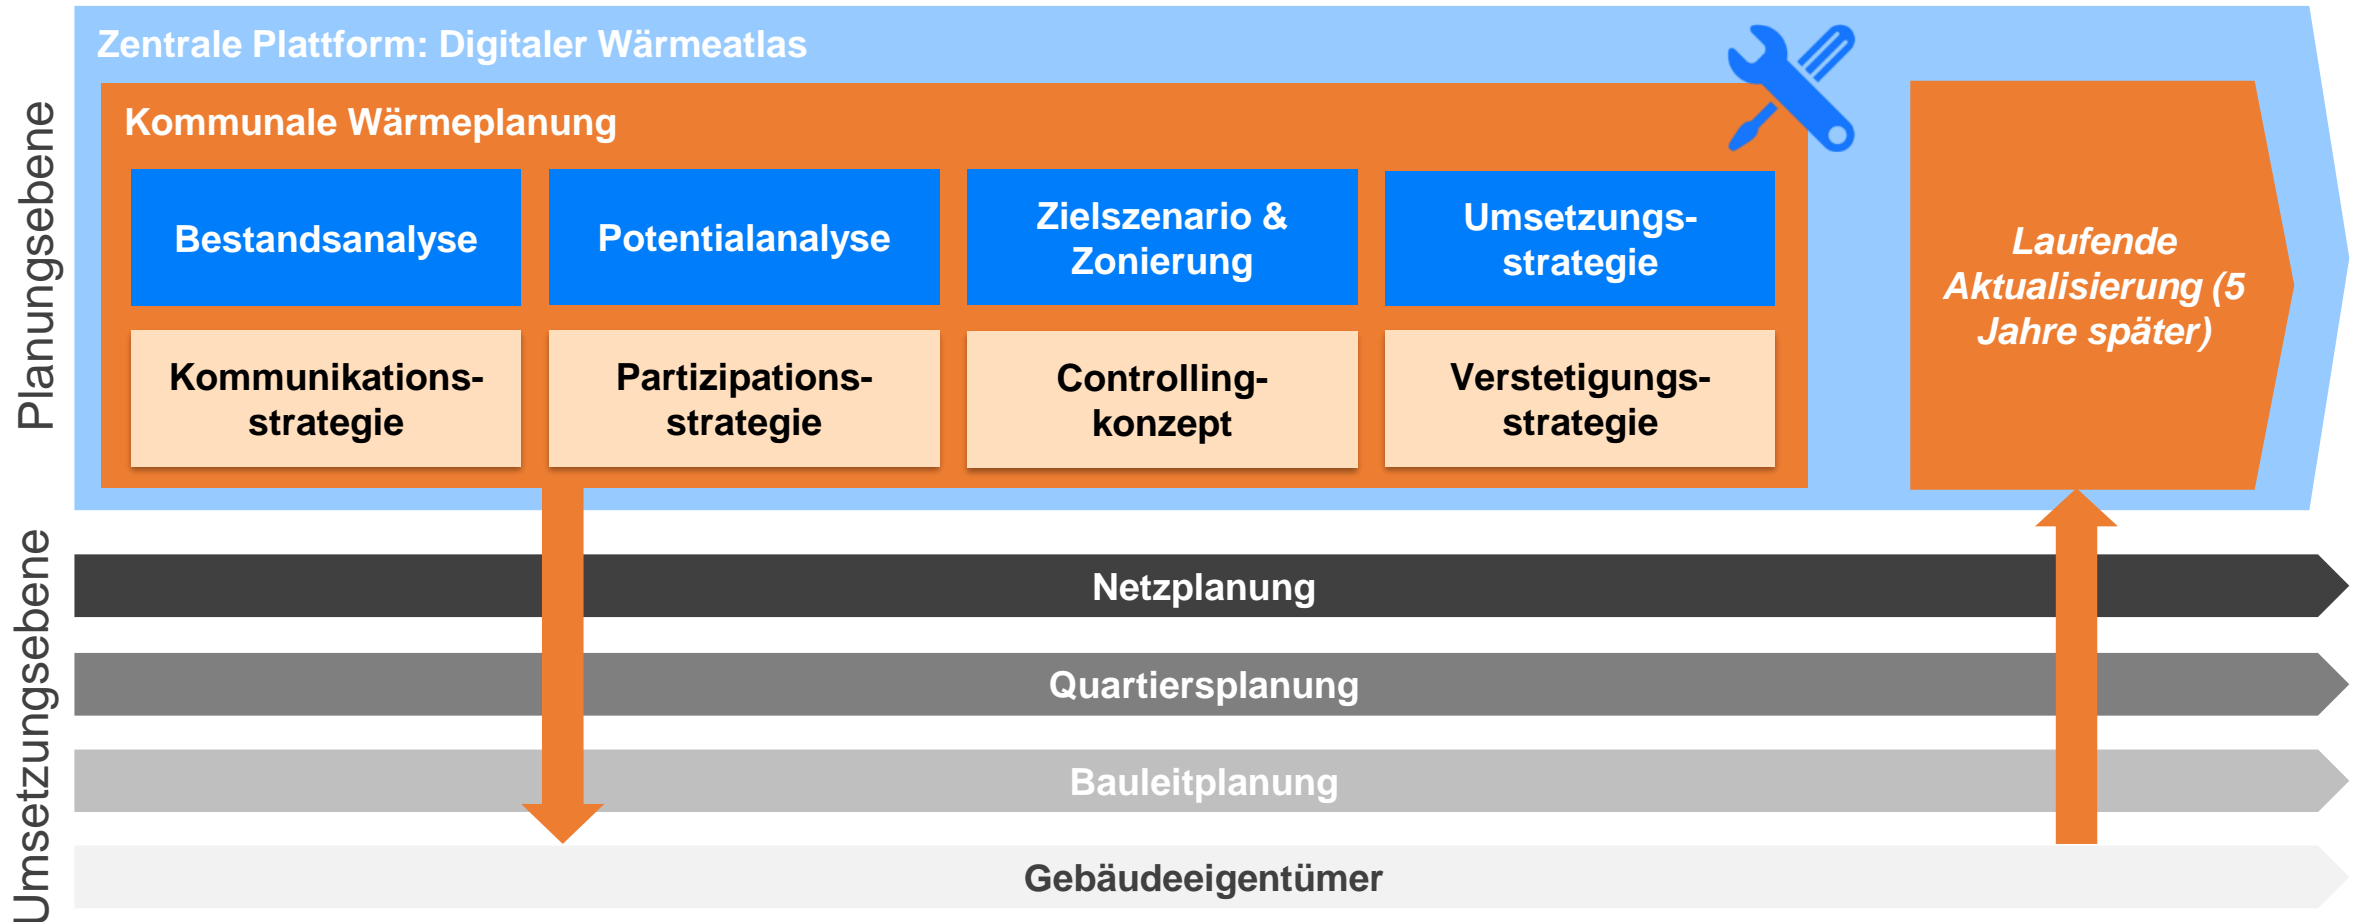 Planungsebene
Zentrale Plattform: Digitaler Wärmeatlas
Kommunale Wärmeplanung
Bestandsanalyse
Potentialanalyse
Zielszenario &
Zonierung
Umsetzungs-
strategie
Kommunikations-
strategie
Partizipations-
strategie
Controlling-
konzept
Verstetigungs-
strategie
Laufende
Aktualisierung (5
Jahre später)
Umsetzungsebene
Netzplanung
Quartiersplanung
Bauleitplanung
Gebäudeeigentümer